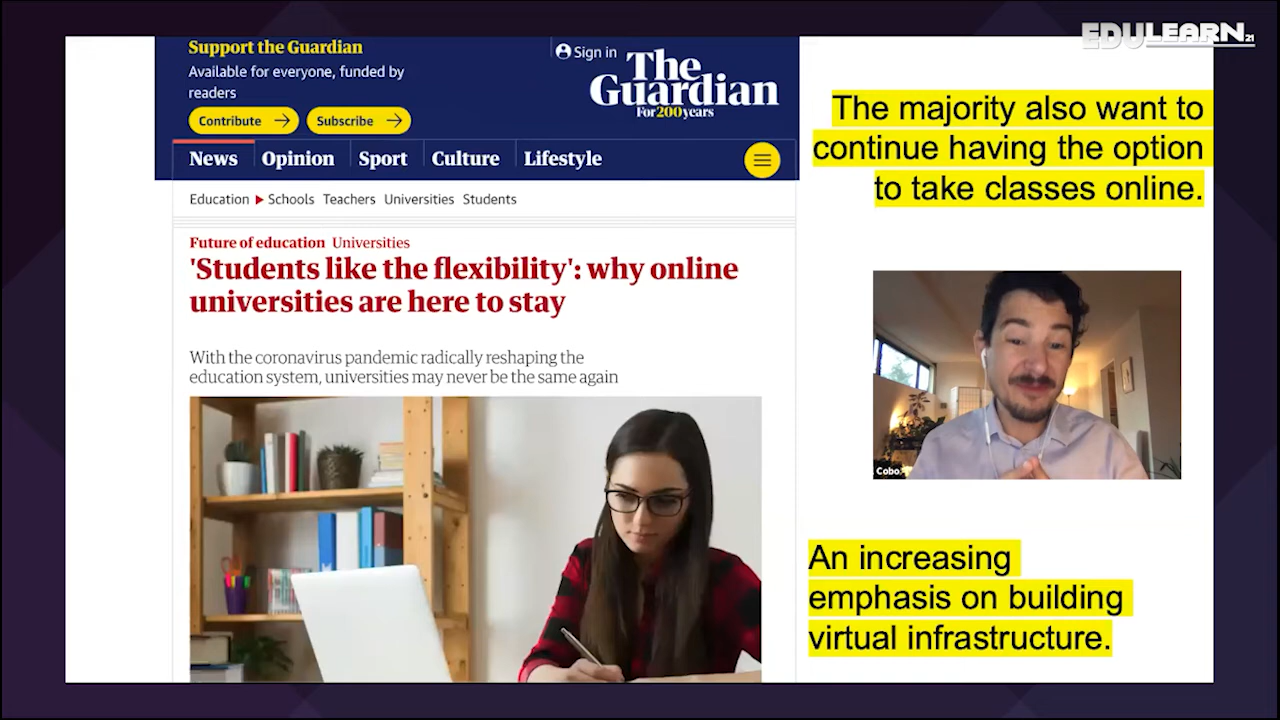 EDULEARN21
Support the Guardian
Available for everyone, funded by
readers
Contribute
Subscribe
Sign in
The
Guardian
For 200 years
News Opinion Sport Culture Lifestyle
Education Schools Teachers Universities Students
Future of education Universities
'Students like the flexibility': why online
universities are here to stay
With the coronavirus pandemic radically reshaping the
education system, universities may never be the same again
The majority also want to
continue having the option
to take classes online.
Cobo.
An increasing
emphasis on building
virtual infrastructure.